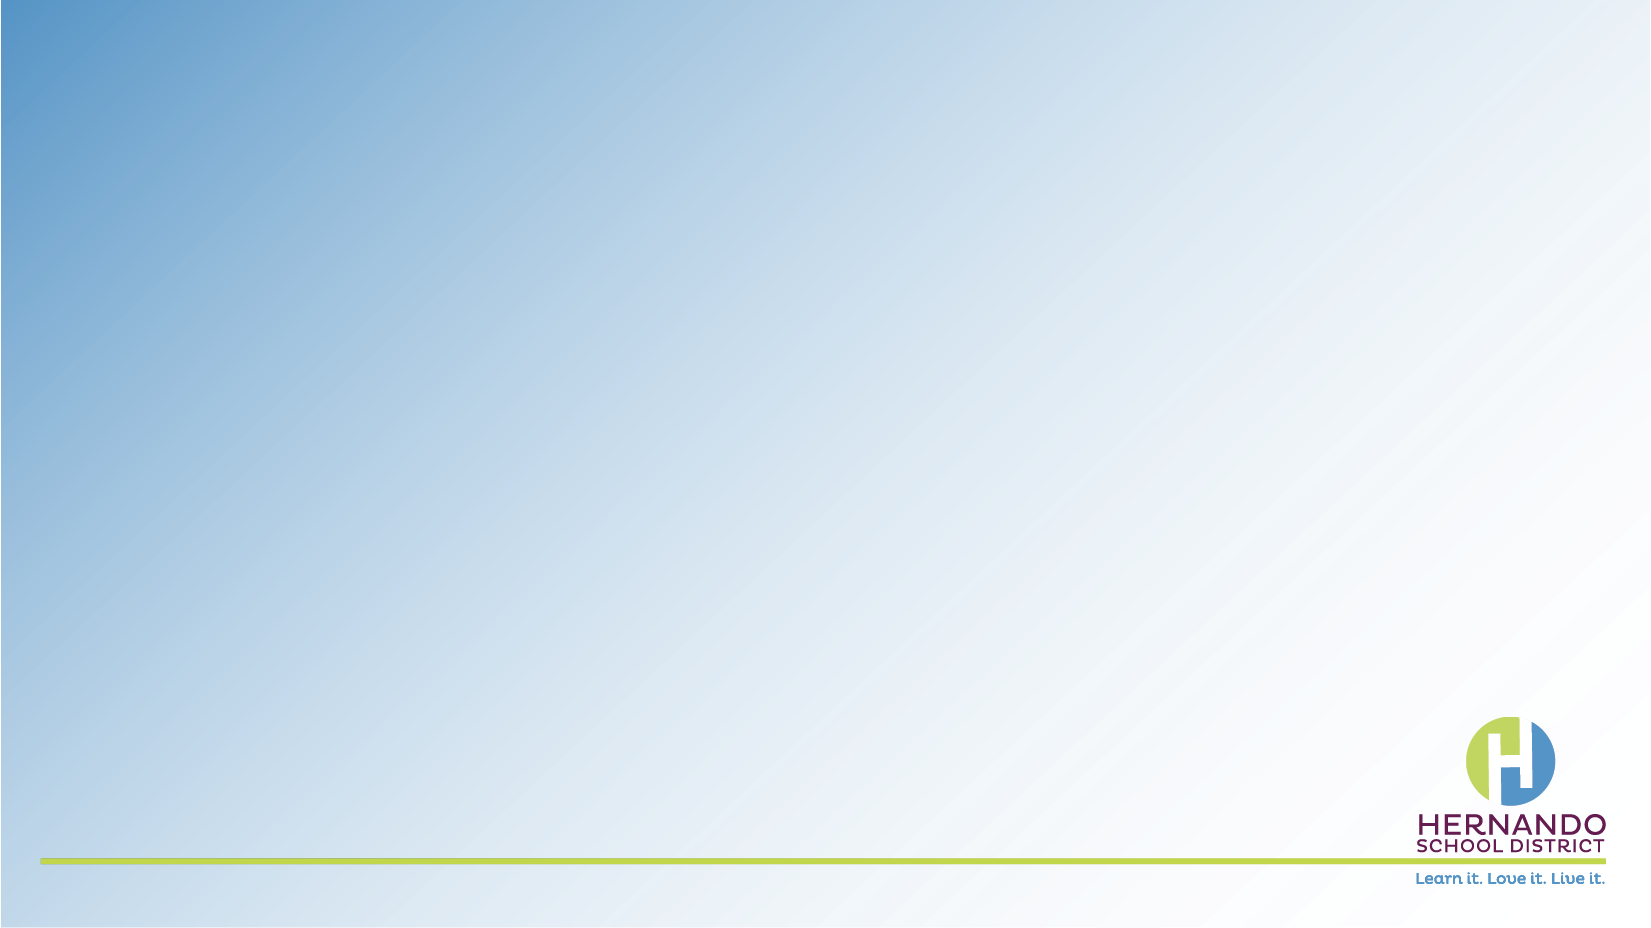 HERNANDO
SCHOOL DISTRICT
Learn it. Love it. Live it.